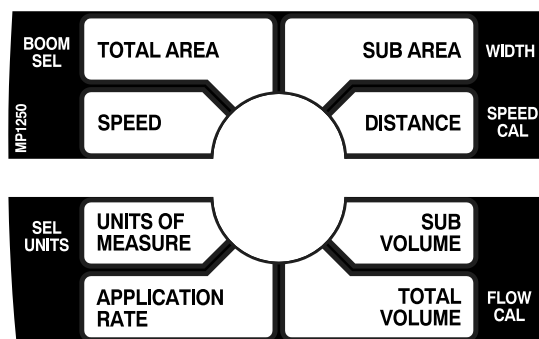 BOOM
SEL
TOTAL AREA
SUB AREA
WIDTH
MP1250
SPEED
DISTANCE
SPEED
CAL
SEL
UNITS
UNITS OF
MEASURE
SUB
VOLUME
APPLICATION
RATE
TOTAL
VOLUME
FLOW
CAL